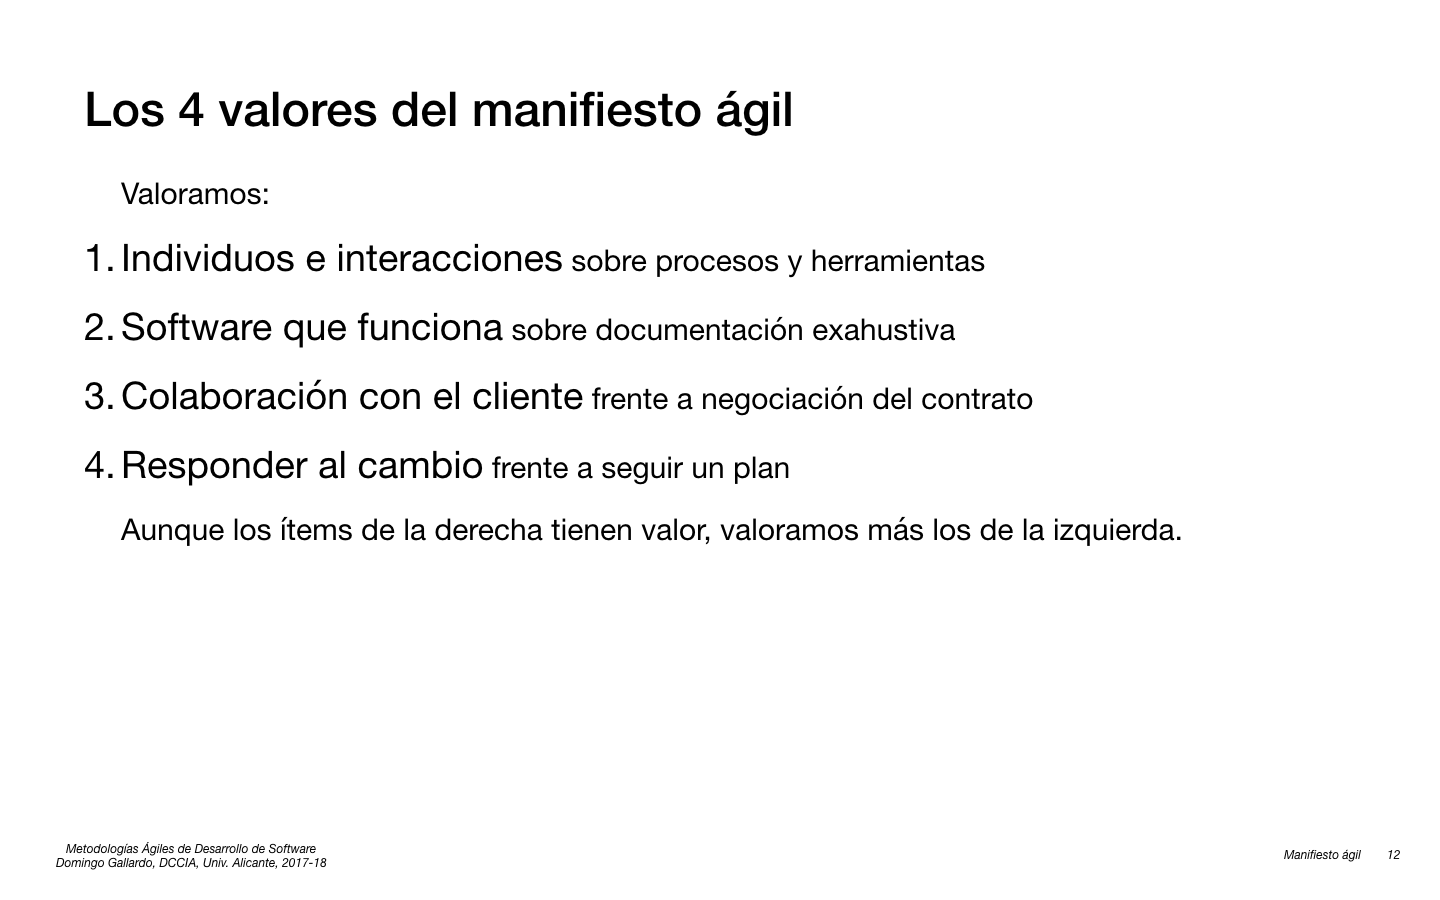 Los 4 valores del manifiesto ágil
Valoramos:
1. Individuos e interacciones sobre procesos y herramientas
2. Software que funciona sobre documentación exahustiva
3. Colaboración con el cliente frente a negociación del contrato
4. Responder al cambio frente a seguir un plan
Aunque los ítems de la derecha tienen valor, valoramos más los de la izquierda.
Metodologías Ágiles de Desarrollo de Software
Domingo Gallardo, DCCIA, Univ. Alicante, 2017-18
Manifiesto ágil 12